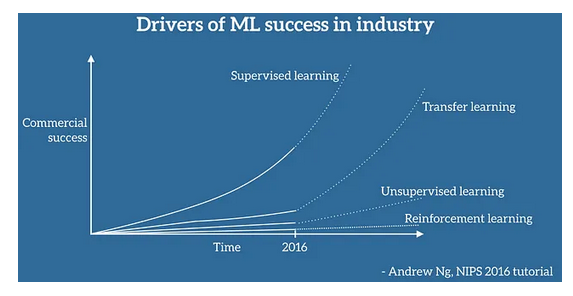 Drivers of ML success in industry
Supervised learning
Transfer learning
Commercial
success
Unsupervised learning
Reinforcement learning
Time
2016
- Andrew Ng, NIPS 2016 tutorial